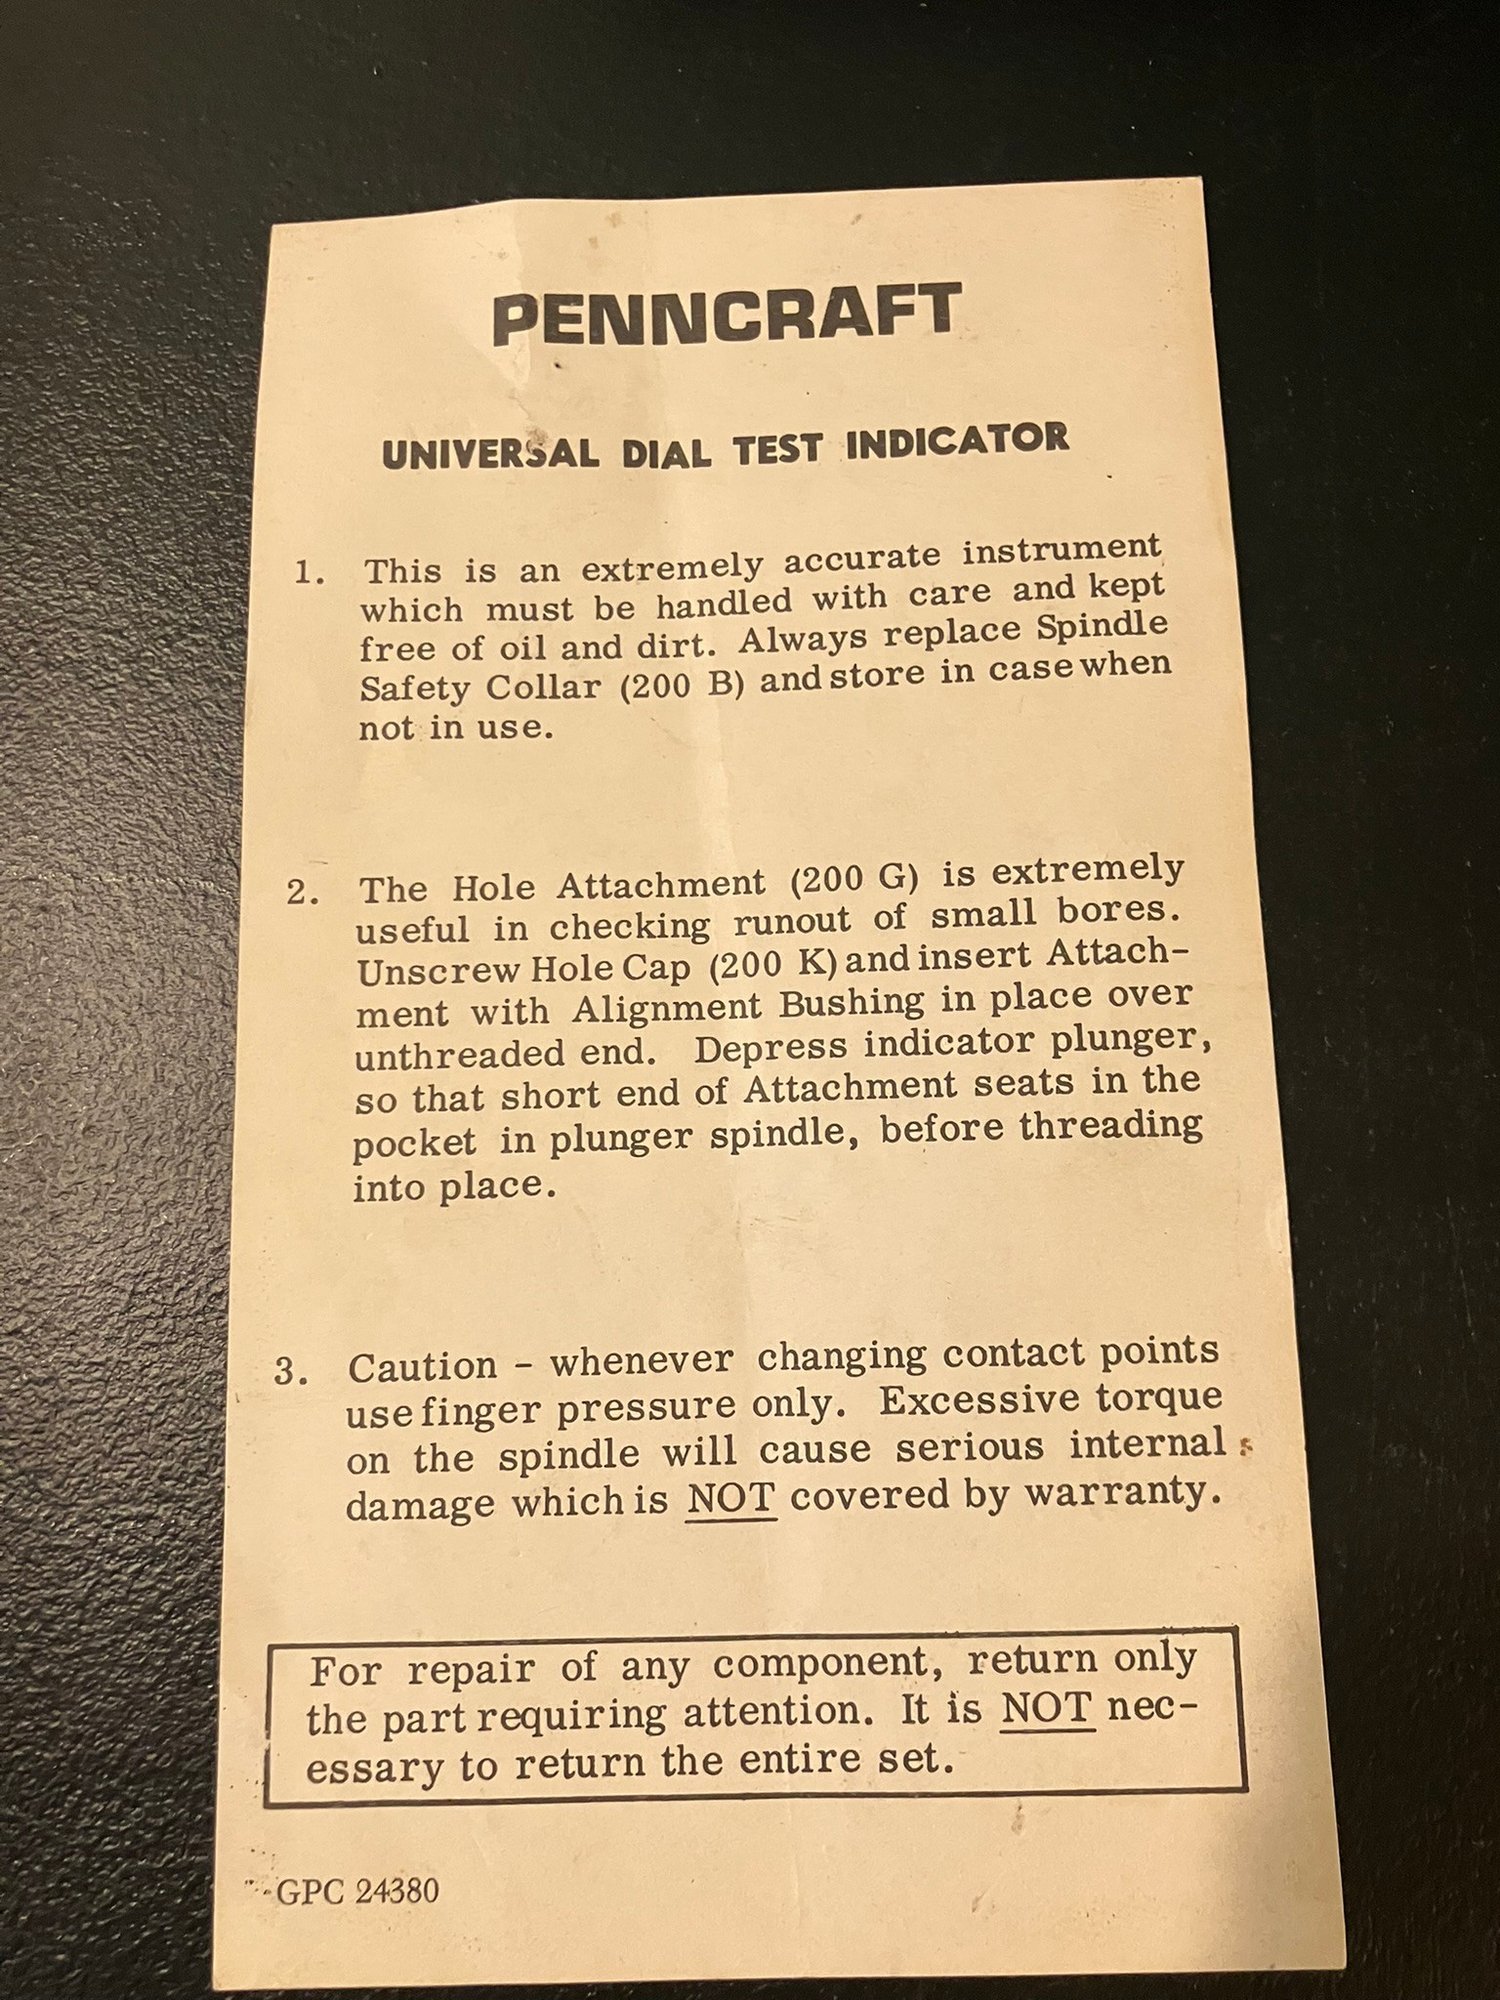 PENNCRAFT
UNIVERSAL DIAL TEST INDICATOR
1. This is an extremely accurate instrument
which must be handled with care and kept
free of oil and dirt. Always replace Spindle
Safety Collar (200 B) and store in case when
not in use.
2. The Hole Attachment (200 G) is extremely
useful in checking runout of small bores.
Unscrew Hole Cap (200 K) and insert Attach-
ment with Alignment Bushing in place over
unthreaded end. Depress indicator plunger,
so that short end of Attachment seats in the
pocket in plunger spindle, before threading
into place.
3. Caution - whenever changing contact points
use finger pressure only. Excessive torque
on the spindle will cause serious internal
damage which is NOT covered by warranty.
For repair of any component, return only
the part requiring attention. It is NOT nec-
essary to return the entire set.
GPC 24380